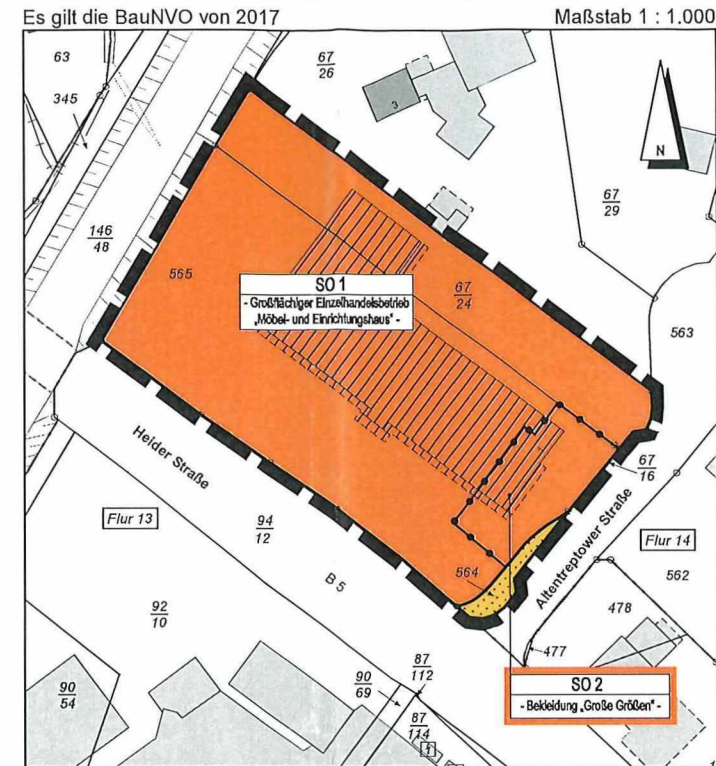 Es gilt die BauNVO von 2017
Maßstab 1 : 1.000
63
345
67
26
3
N
67
29
146
48
565
SO 1
- Großflächiger Einzelhandelsbetrieb
„Möbel- und Einrichtungshaus" -
67
24
563
Heider Straße
67
16
Flur 13
94
12
Altentreptower Straße
Flur 14
564
562
B 5
478
92
10
477
87
112
90
69
SO 2
- Bekleidung „Große Größen" -
90
54
87
114
1